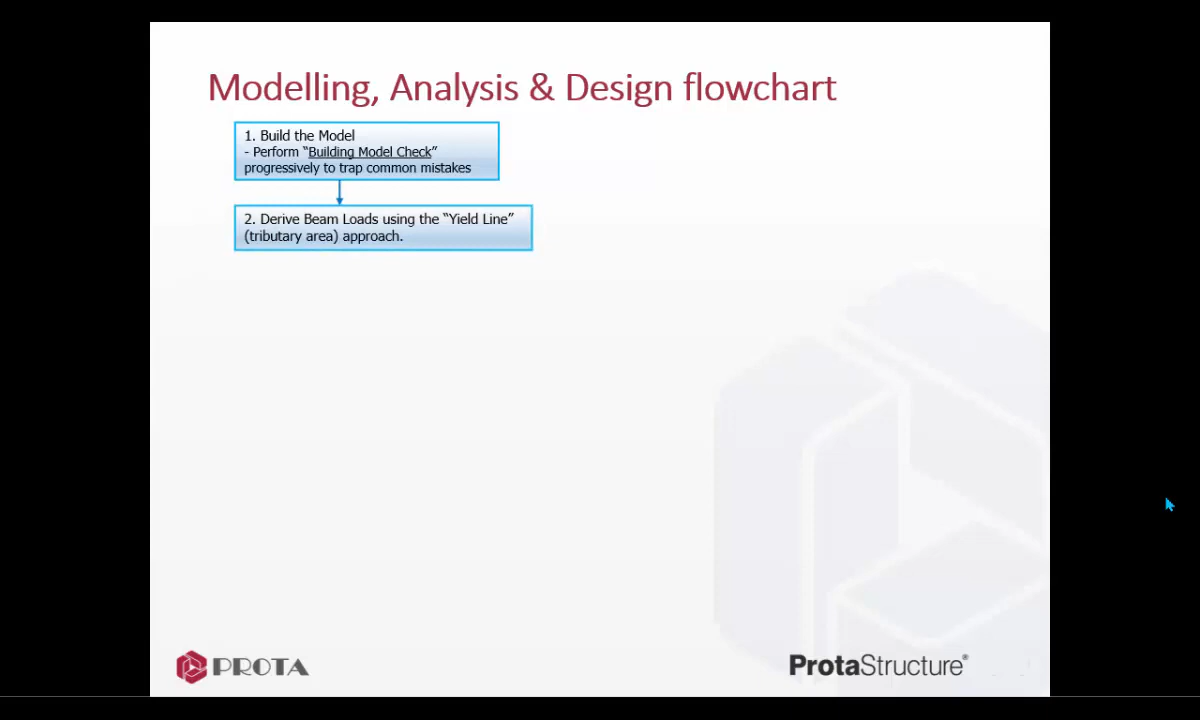 Modelling, Analysis & Design flowchart
1. Build the Model
- Perform “Building Model Check”
progressively to trap common mistakes
2. Derive Beam Loads using the “Yield Line”
(tributary area) approach.
PROTA
ProtaStructure®